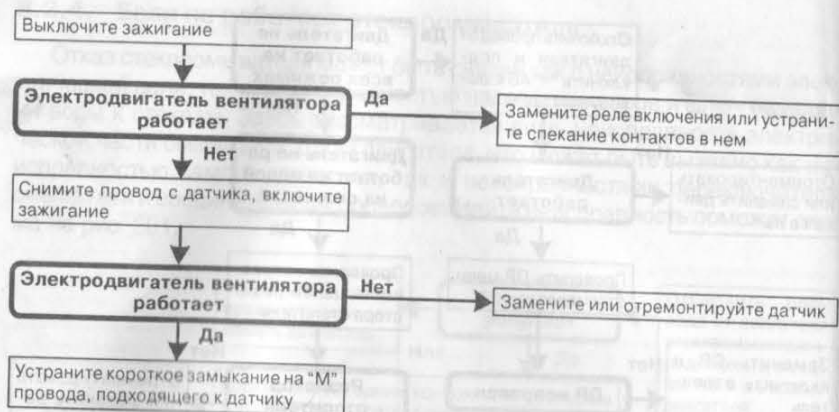 Выключите зажигание
Электродвигатель вентилятора
работает
Да
Замените реле включения или устрани-
те спекание контактов в нем
Нет
Снимите провод с датчика, включите
зажигание
Электродвигатель вентилятора
работает
Нет
Замените или отремонтируйте датчик
Да
Устраните короткое замыкание на "М"
провода, подходящего к датчику